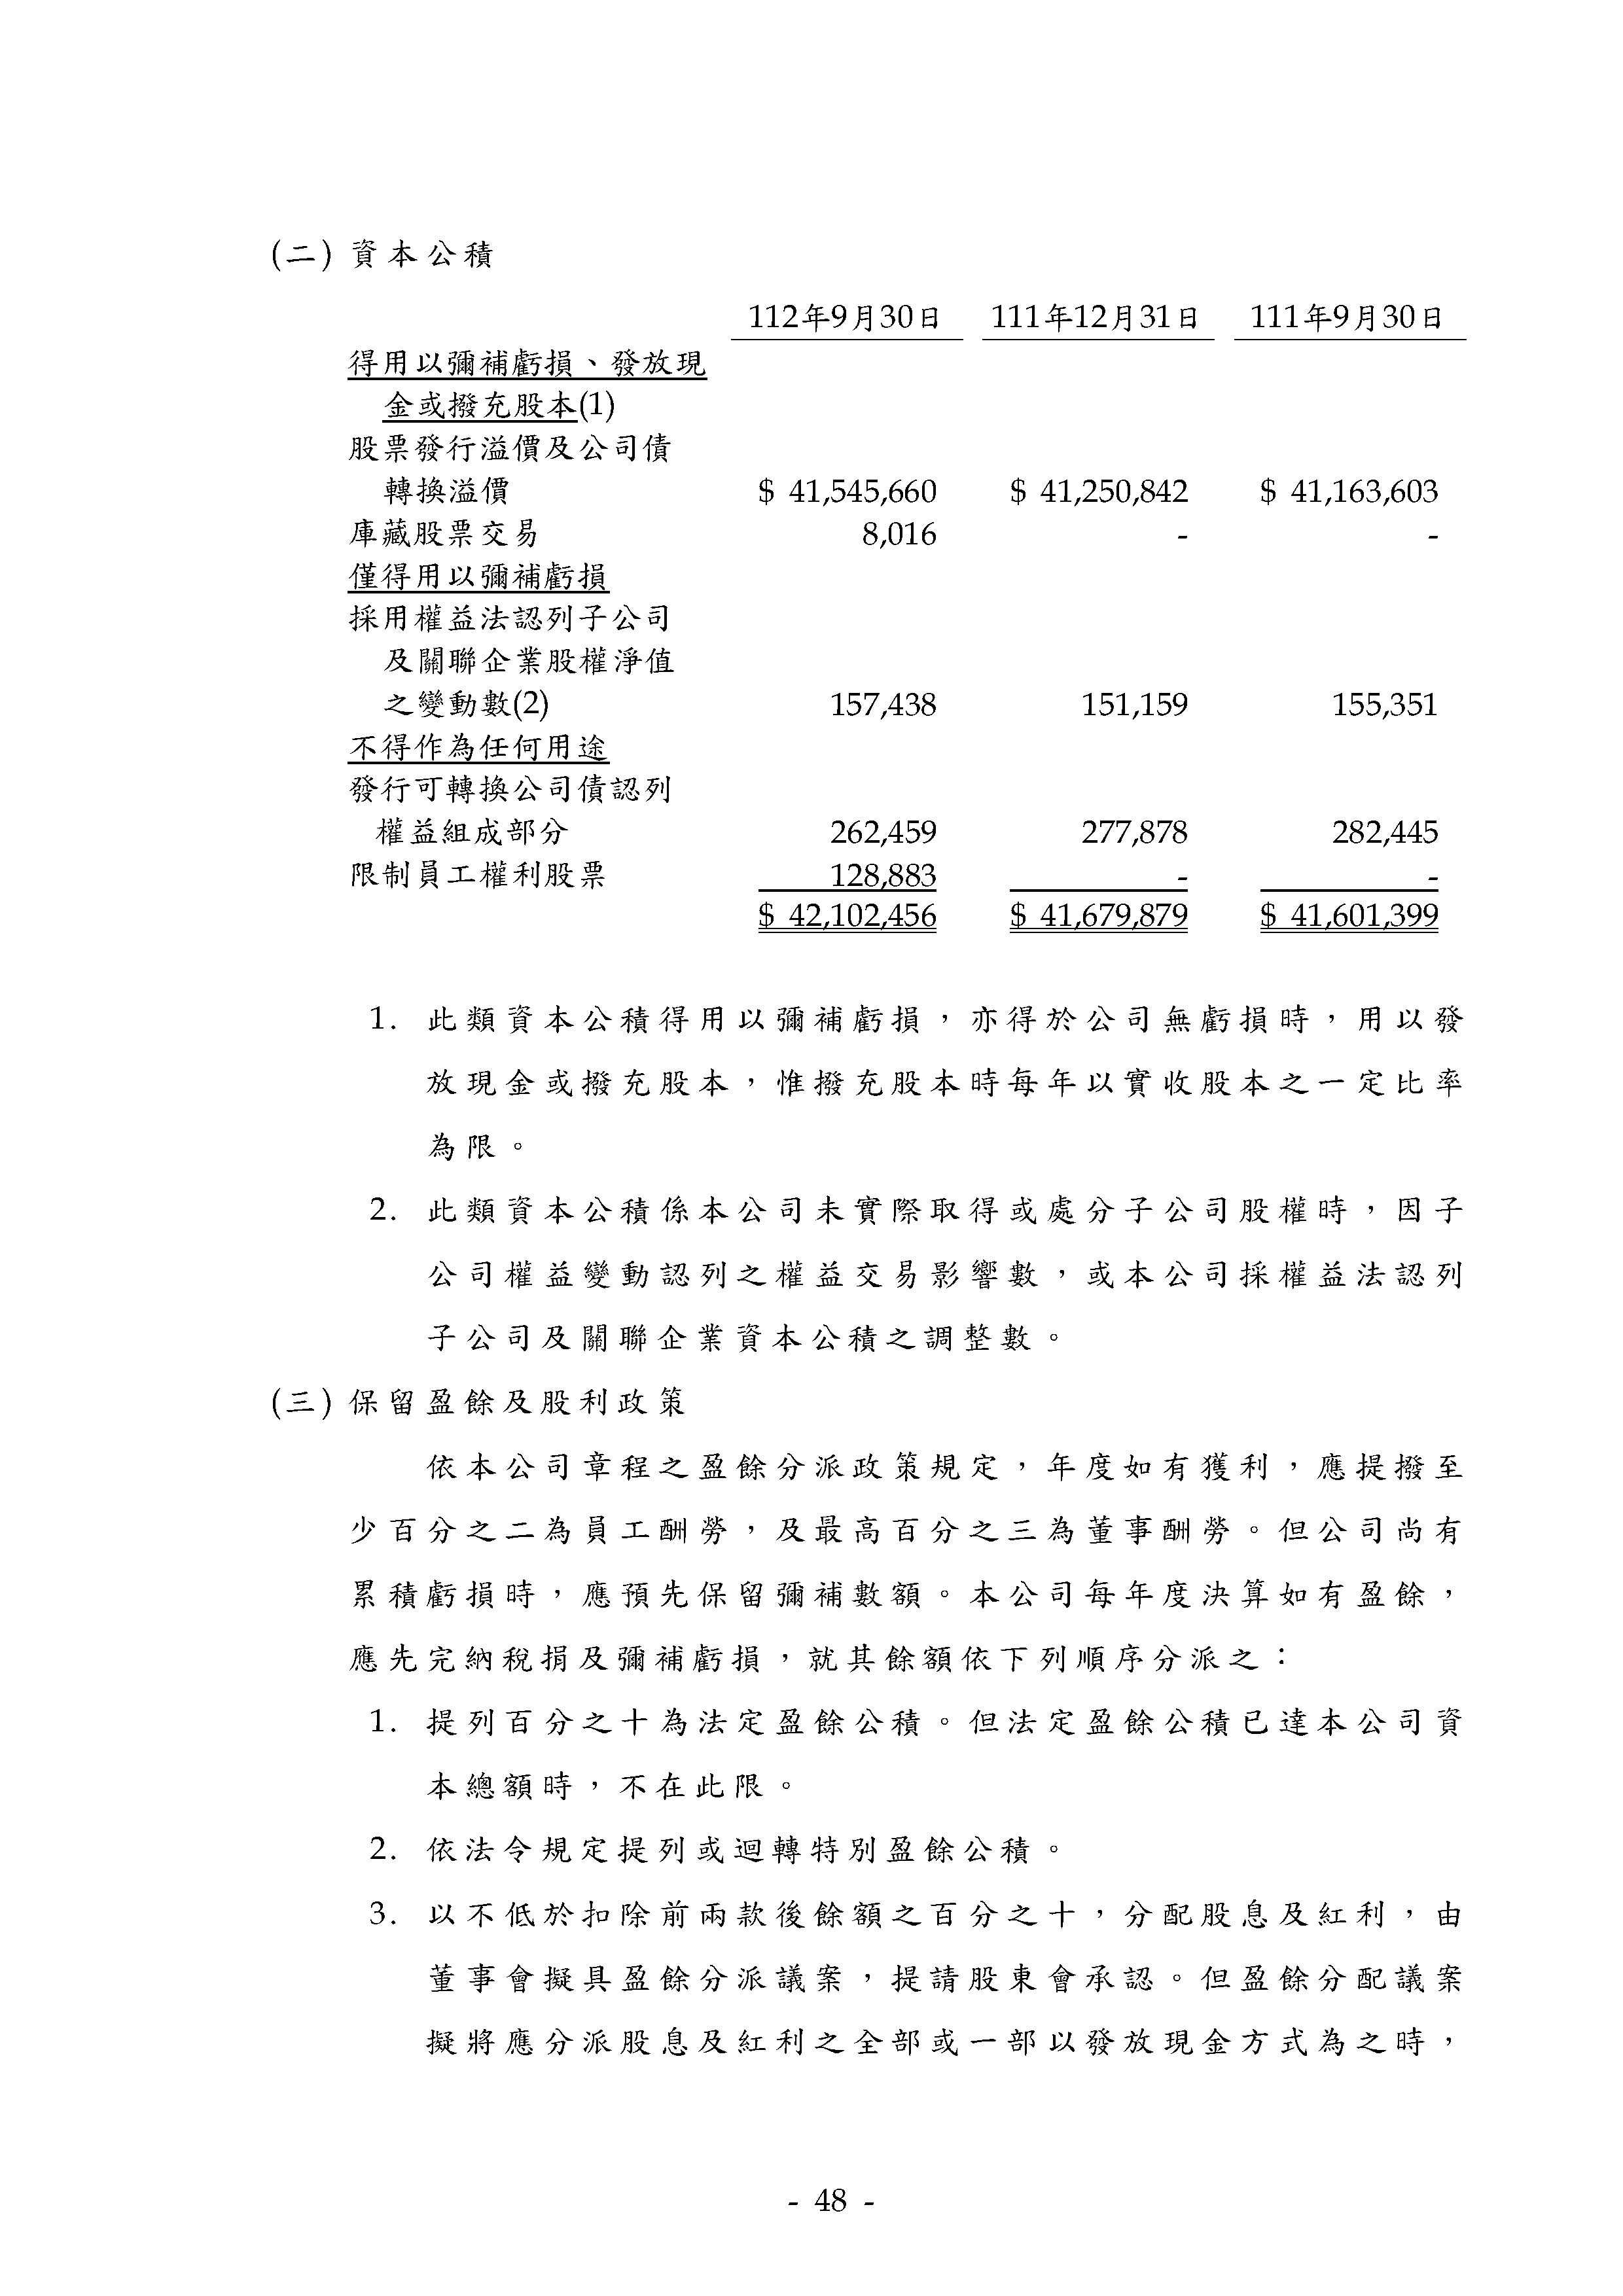 (二) 資本公積
112年9月30日 111年12月31日 111年9月30日
得用以彌補虧損、發放現
金或撥充股本(1)
股票發行溢價及公司債
轉換溢價 $ 41,545,660 $ 41,250,842 $ 41,163,603
庫藏股票交易 8,016 - -
僅得用以彌補虧損
採用權益法認列子公司
及關聯企業股權淨值
之變動數(2) 157,438 151,159 155,351
不得作為任何用途
發行可轉換公司債認列
權益組成部分 262,459 277,878 282,445
限制員工權利股票 128,883 - -
$ 42,102,456 $ 41,679,879 $ 41,601,399
1. 此類資本公積得用以彌補虧損，亦得於公司無虧損時，用以發
放現金或撥充股本，惟撥充股本時每年以實收股本之一定比率
為限。
2. 此類資本公積係本公司未實際取得或處分子公司股權時，因子
公司權益變動認列之權益交易影響數，或本公司採權益法認列
子公司及關聯企業資本公積之調整數。
(三) 保留盈餘及股利政策
依本公司章程之盈餘分派政策規定，年度如有獲利，應提撥至
少百分之二為員工酬勞，及最高百分之三為董事酬勞。但公司尚有
累積虧損時，應預先保留彌補數額。本公司每年度決算如有盈餘，
應先完納稅捐及彌補虧損，就其餘額依下列順序分派之：
1. 提列百分之十為法定盈餘公積。但法定盈餘公積已達本公司資
本總額時，不在此限。
2. 依法令規定提列或迴轉特別盈餘公積。
3. 以不低於扣除前兩款後餘額之百分之十，分配股息及紅利，由
董事會擬具盈餘分派議案，提請股東會承認。但盈餘分配議案
擬將應分派股息及紅利之全部或一部以發放現金方式為之時，
- 48 -